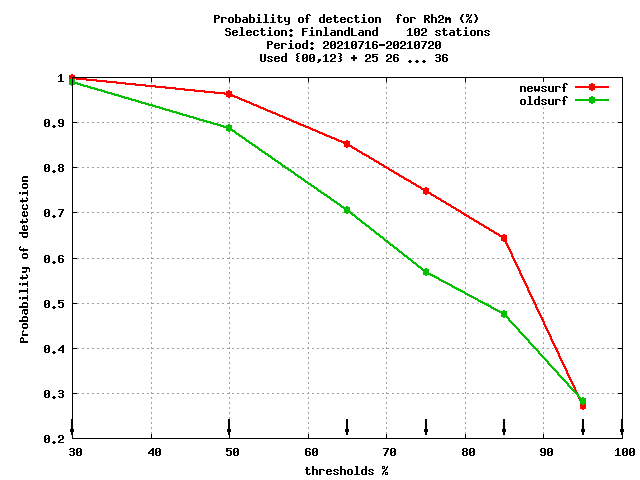 Probability of detection  for Rh2m (%)
Selection: FinlandLand    102 stations
Period: 20210716-20210720
Used {00,12} + 25 26 ... 36
newsurf
oldsurf
Probability of detection
1
0.9
0.8
0.7
0.6
0.5
0.4
0.3
0.2
30 40 50 60 70 80 90 100
thresholds %